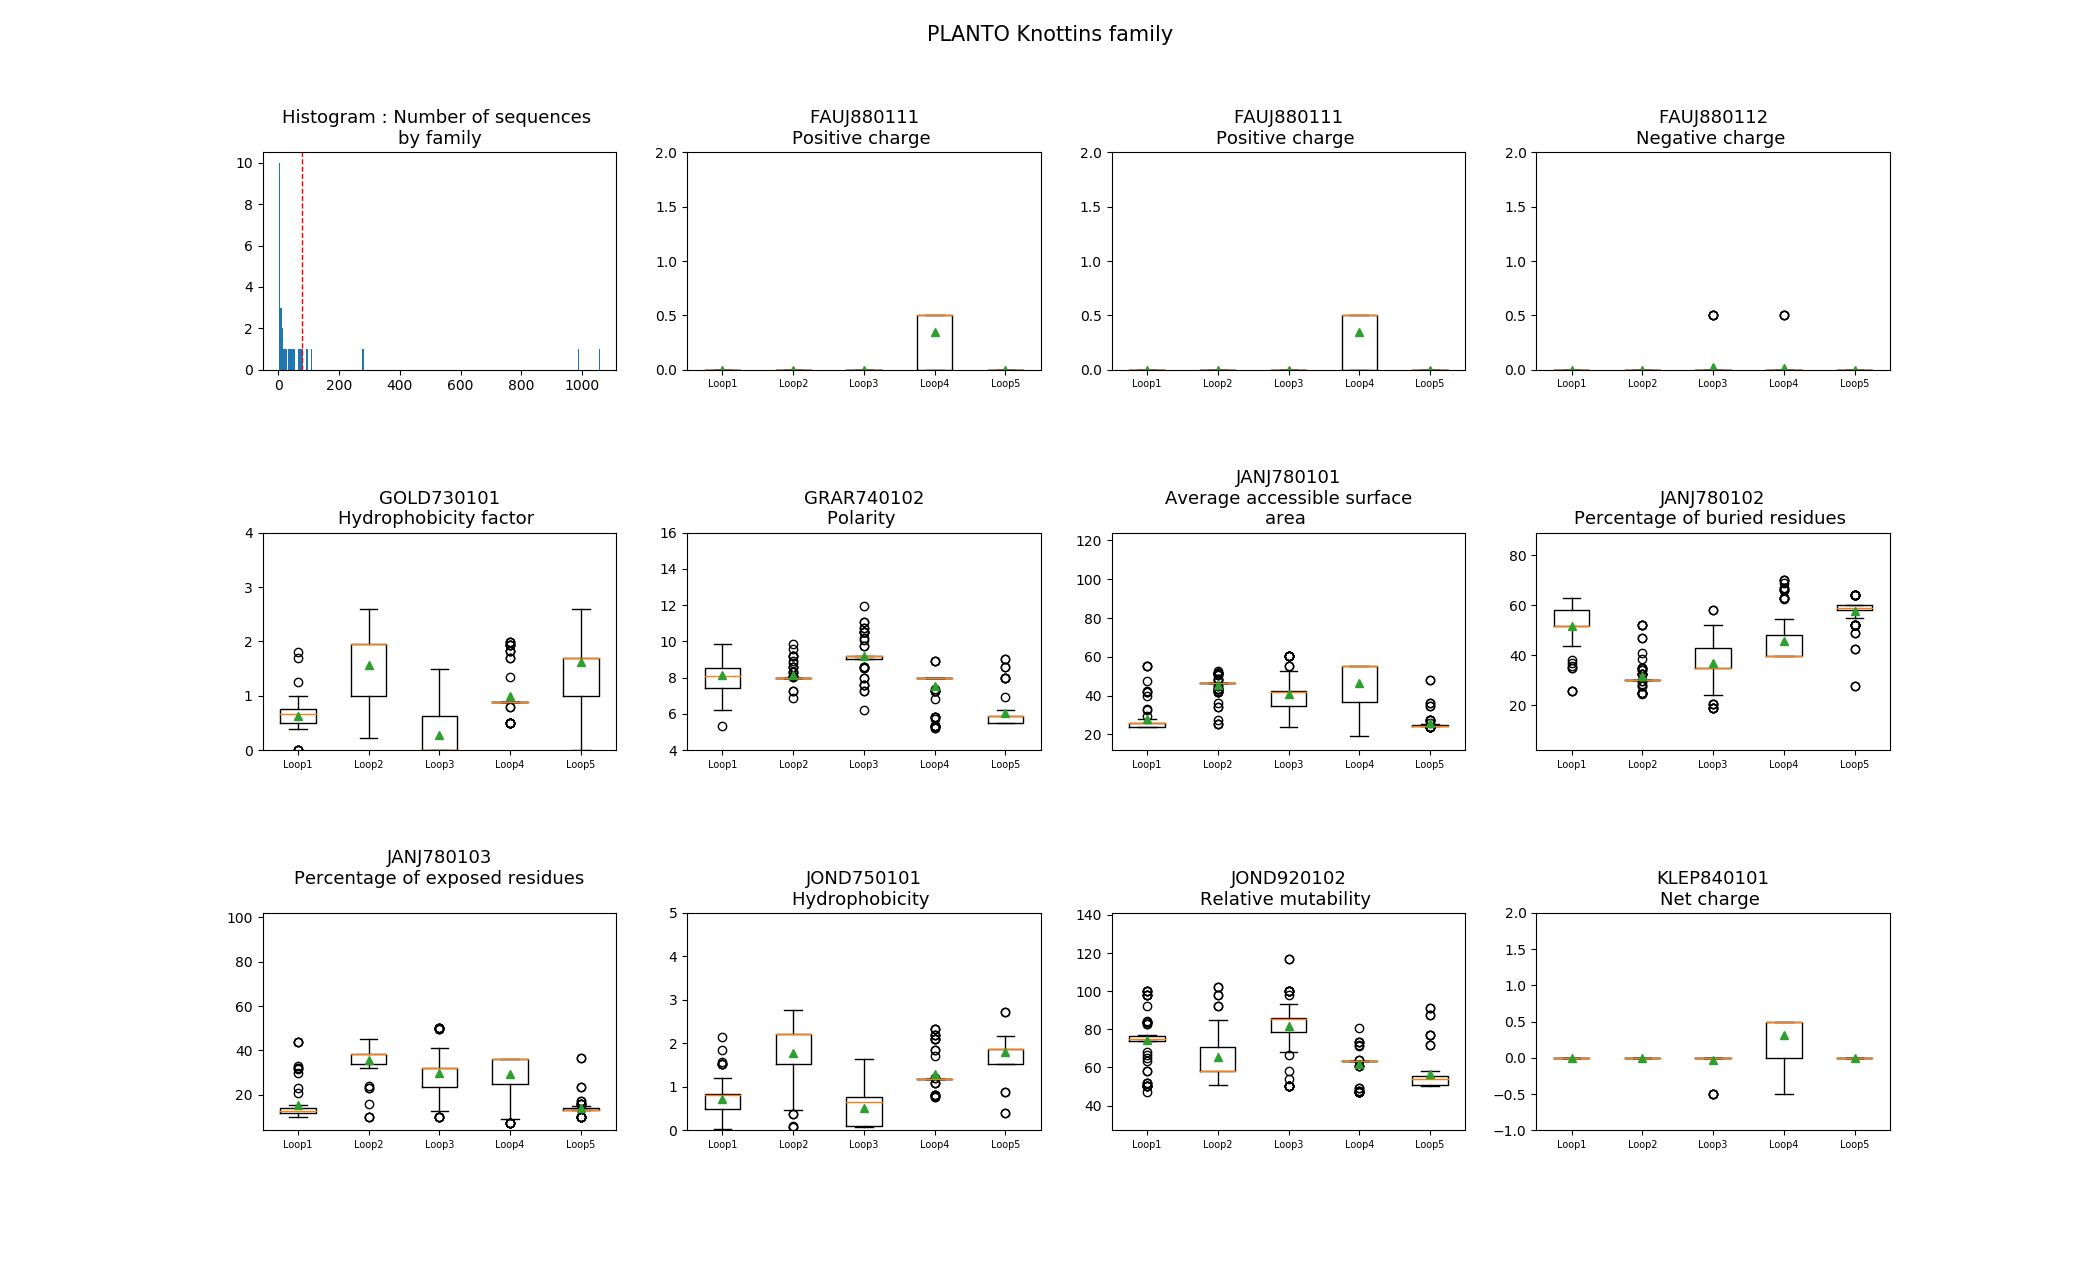 PLANTO Knottins family
Histogram : Number of sequences
by family
10
8
6
4
2
0
0 200 400 600 800 1000
FAUJ880111
Positive charge
2.0
1.5
1.0
0.5
0.0
Loop1 Loop2 Loop3 Loop4 Loop5
FAUJ880111
Positive charge
2.0
1.5
1.0
0.5
0.0
Loop1 Loop2 Loop3 Loop4 Loop5
FAUJ880112
Negative charge
2.0
1.5
1.0
0.5
0.0
Loop1 Loop2 Loop3 Loop4 Loop5
GOLD730101
Hydrophobicity factor
4
3
2
1
0
Loop1 Loop2 Loop3 Loop4 Loop5
GRAR740102
Polarity
16
14
12
10
8
6
4
Loop1 Loop2 Loop3 Loop4 Loop5
JANJ780101
Average accessible surface
area
120
100
80
60
40
20
Loop1 Loop2 Loop3 Loop4 Loop5
JANJ780102
Percentage of buried residues
80
60
40
20
Loop1 Loop2 Loop3 Loop4 Loop5
JANJ780103
Percentage of exposed residues
100
80
60
40
20
Loop1 Loop2 Loop3 Loop4 Loop5
JOND750101
Hydrophobicity
5
4
3
2
1
0
Loop1 Loop2 Loop3 Loop4 Loop5
JOND920102
Relative mutability
140
120
100
80
60
40
Loop1 Loop2 Loop3 Loop4 Loop5
KLEP840101
Net charge
2.0
1.5
1.0
0.5
0.0
−0.5
−1.0
Loop1 Loop2 Loop3 Loop4 Loop5